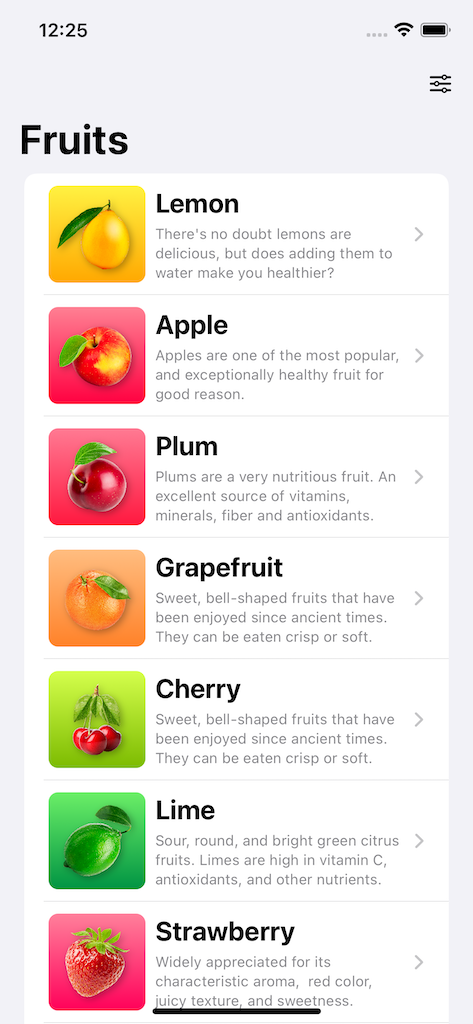 12:25
Fruits
Lemon
There's no doubt lemons are
delicious, but does adding them to
water make you healthier?
Apple
Apples are one of the most popular,
and exceptionally healthy fruit for
good reason.
Plum
Plums are a very nutritious fruit. An
excellent source of vitamins,
minerals, fiber and antioxidants.
Grapefruit
Sweet, bell-shaped fruits that have
been enjoyed since ancient times.
They can be eaten crisp or soft.
Cherry
Sweet, bell-shaped fruits that have
been enjoyed since ancient times.
They can be eaten crisp or soft.
Lime
Sour, round, and bright green citrus
fruits. Limes are high in vitamin C,
antioxidants, and other nutrients.
Strawberry
Widely appreciated for its
characteristic aroma,  red color,
juicy texture, and sweetness.